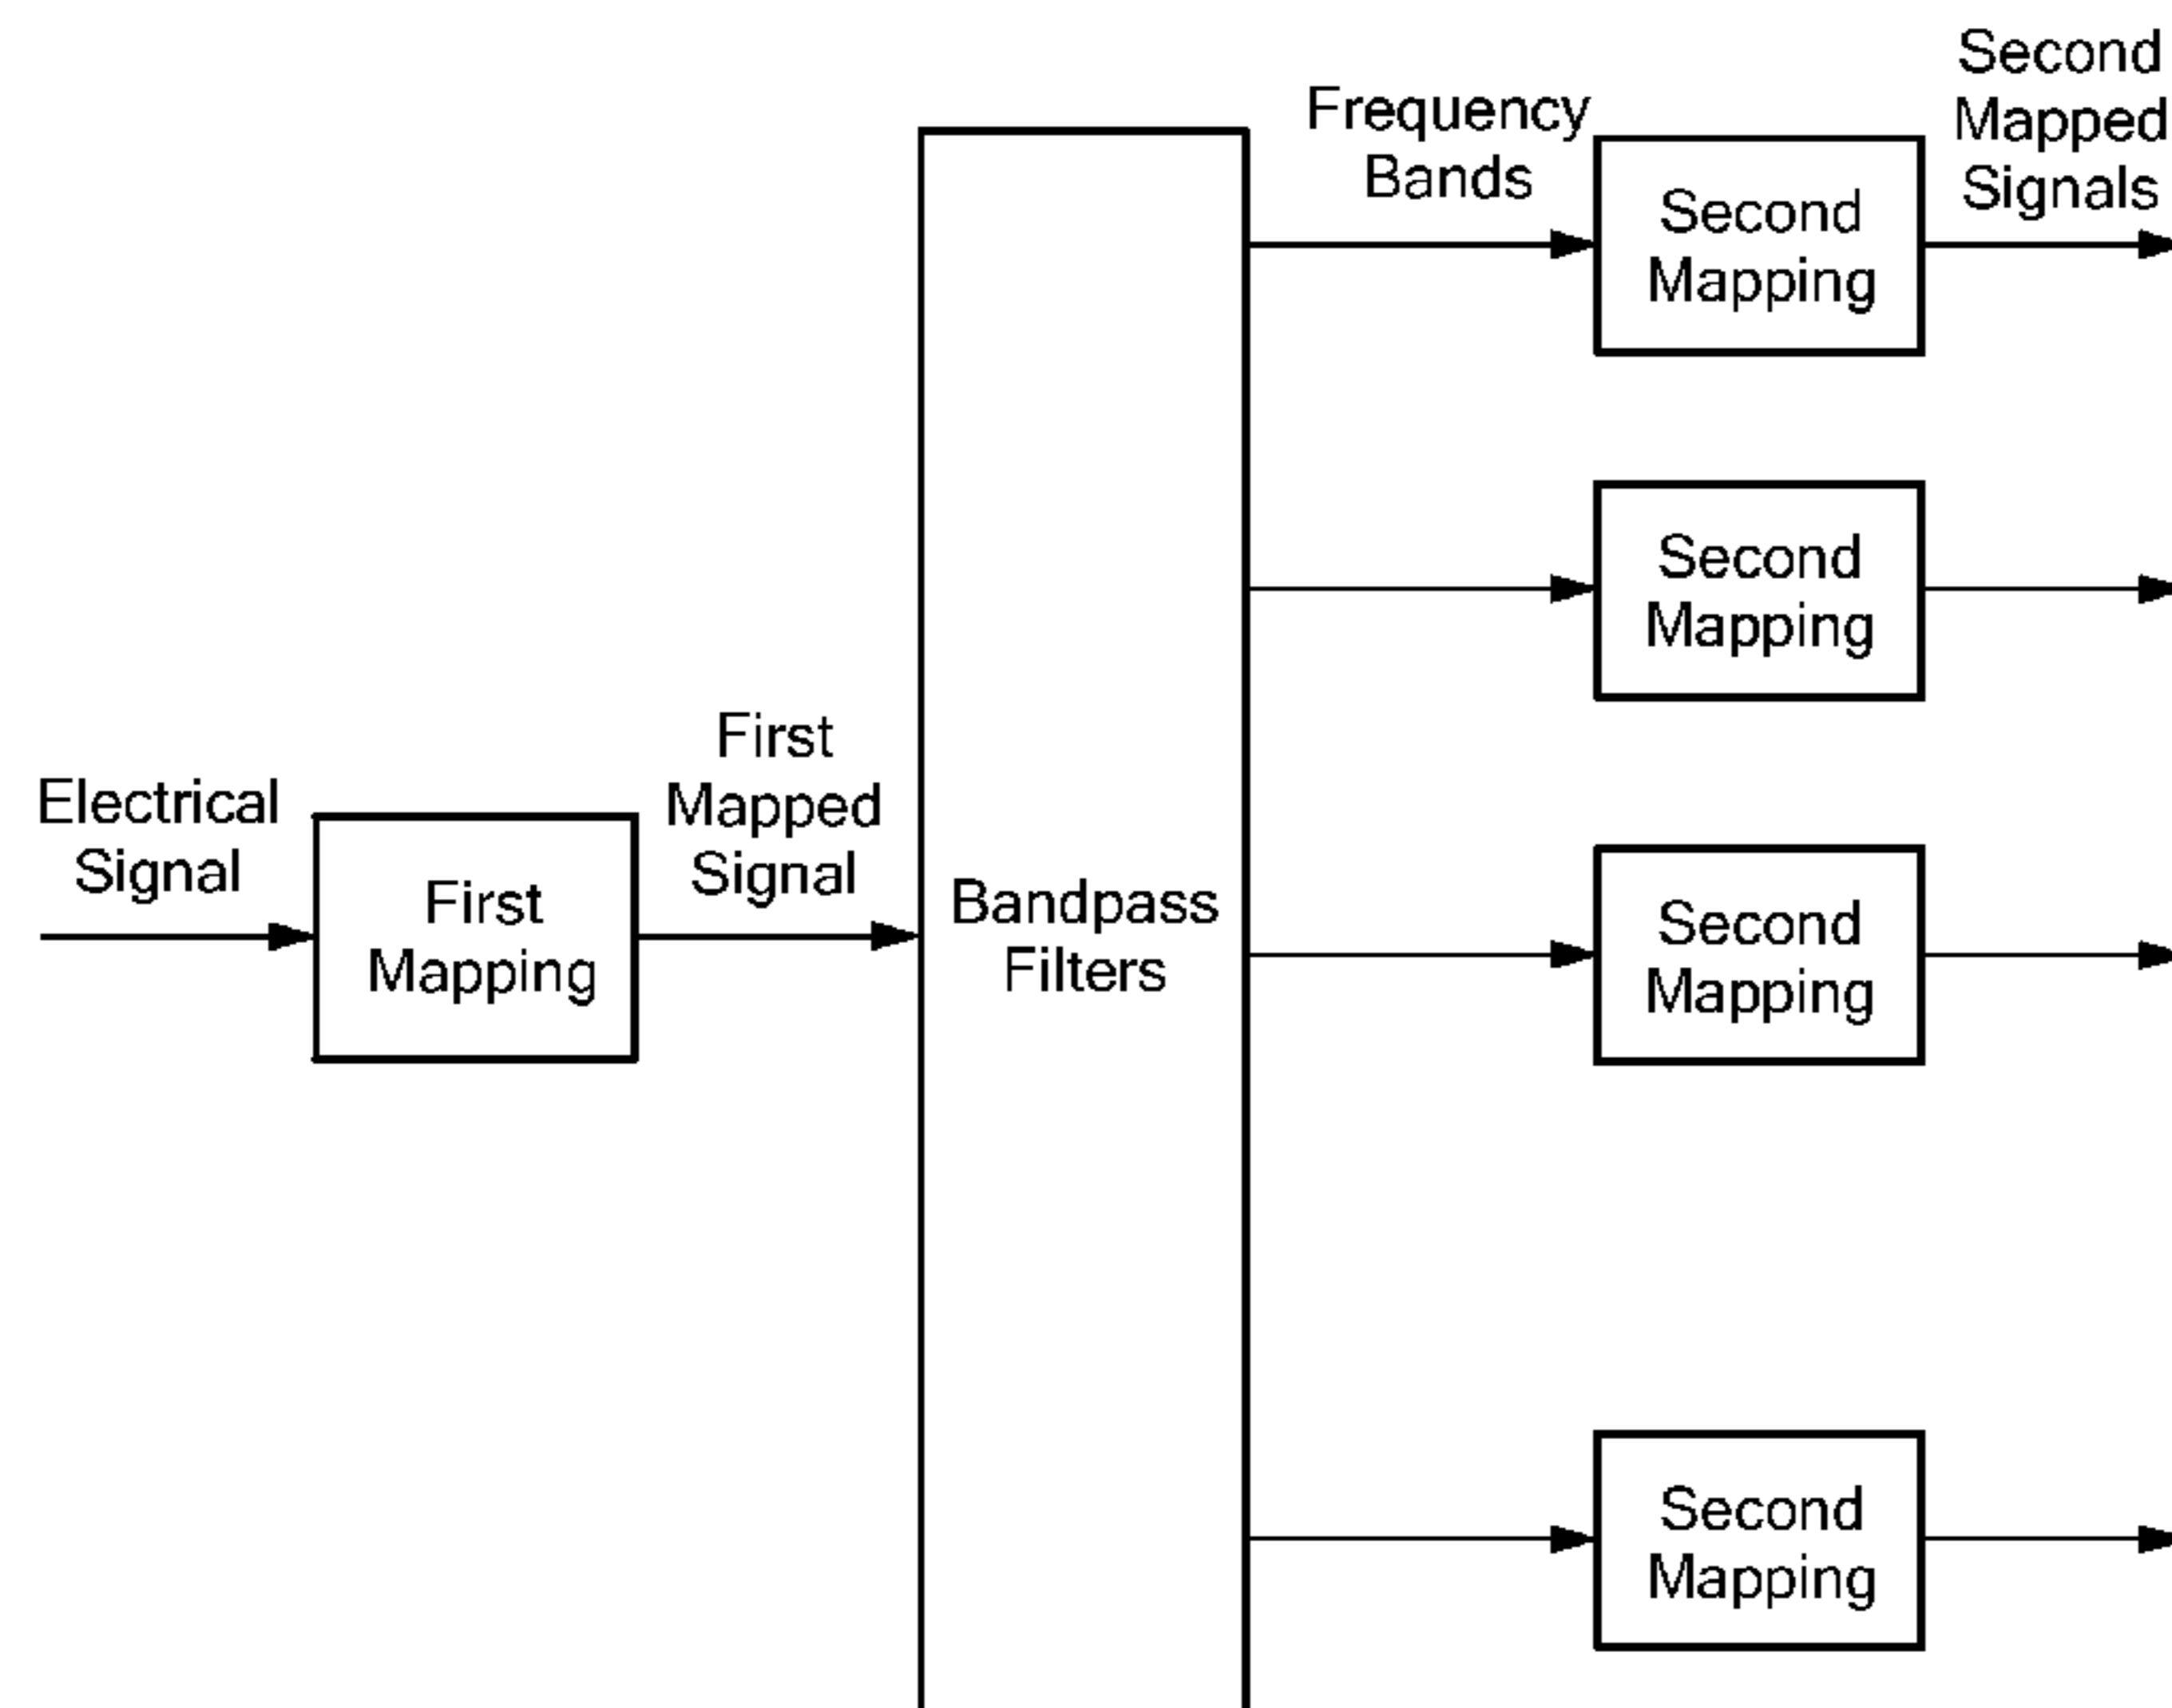 Electrical
Signal
First
Mapping
First
Mapped
Signal
Bandpass
Filters
Frequency
Bands
Second
Mapping
Second
Mapped
Signals
Second
Mapping
Second
Mapping
Second
Mapping